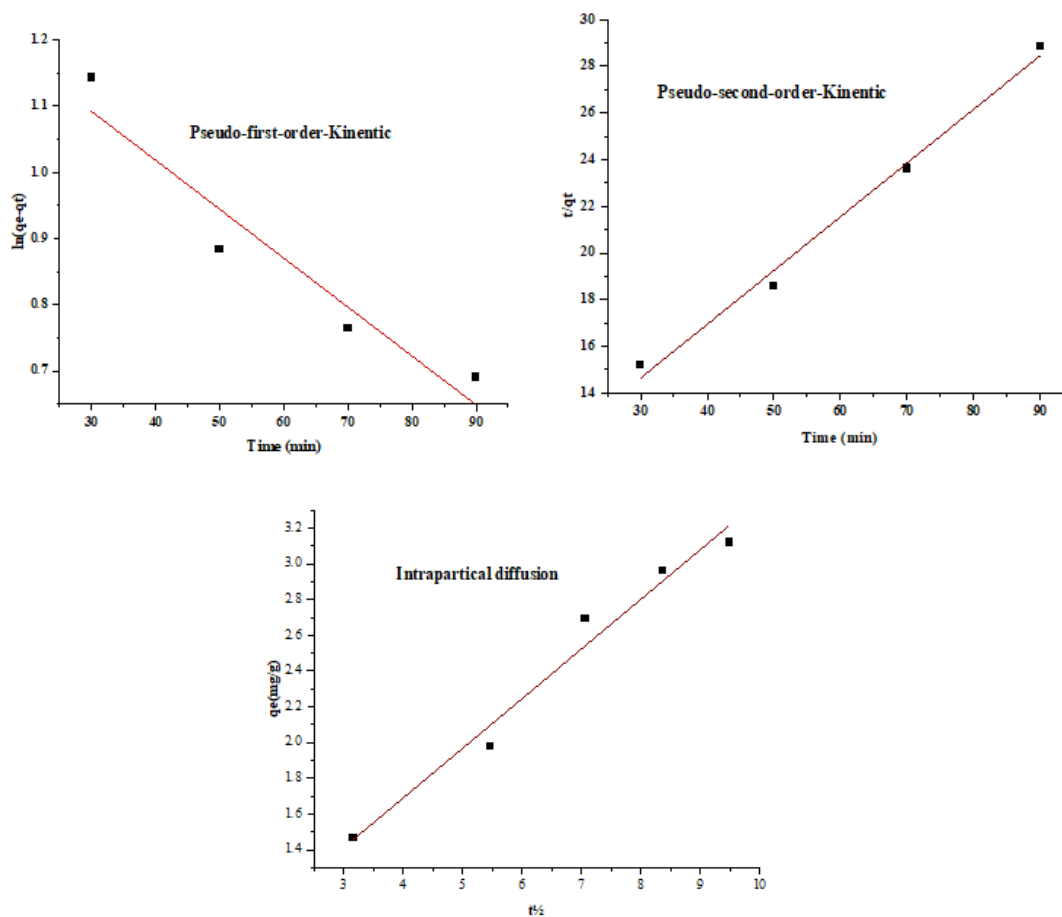 1.2
1.1
1.0
0.9
0.8
0.7
ln(qe-qt)
Pseudo-first-order-Kinentic
30 40 50 60 70 80 90
Time (min)
30
28
26
24
22
20
18
16
14
t/qt
Pseudo-second-order-Kinentic
30 40 50 60 70 80 90
Time (min)
3.2
3.0
2.8
2.6
2.4
2.2
2.0
1.8
1.6
1.4
qe(mg/g)
Intrapartical diffusion
3 4 5 6 7 8 9 10
t½